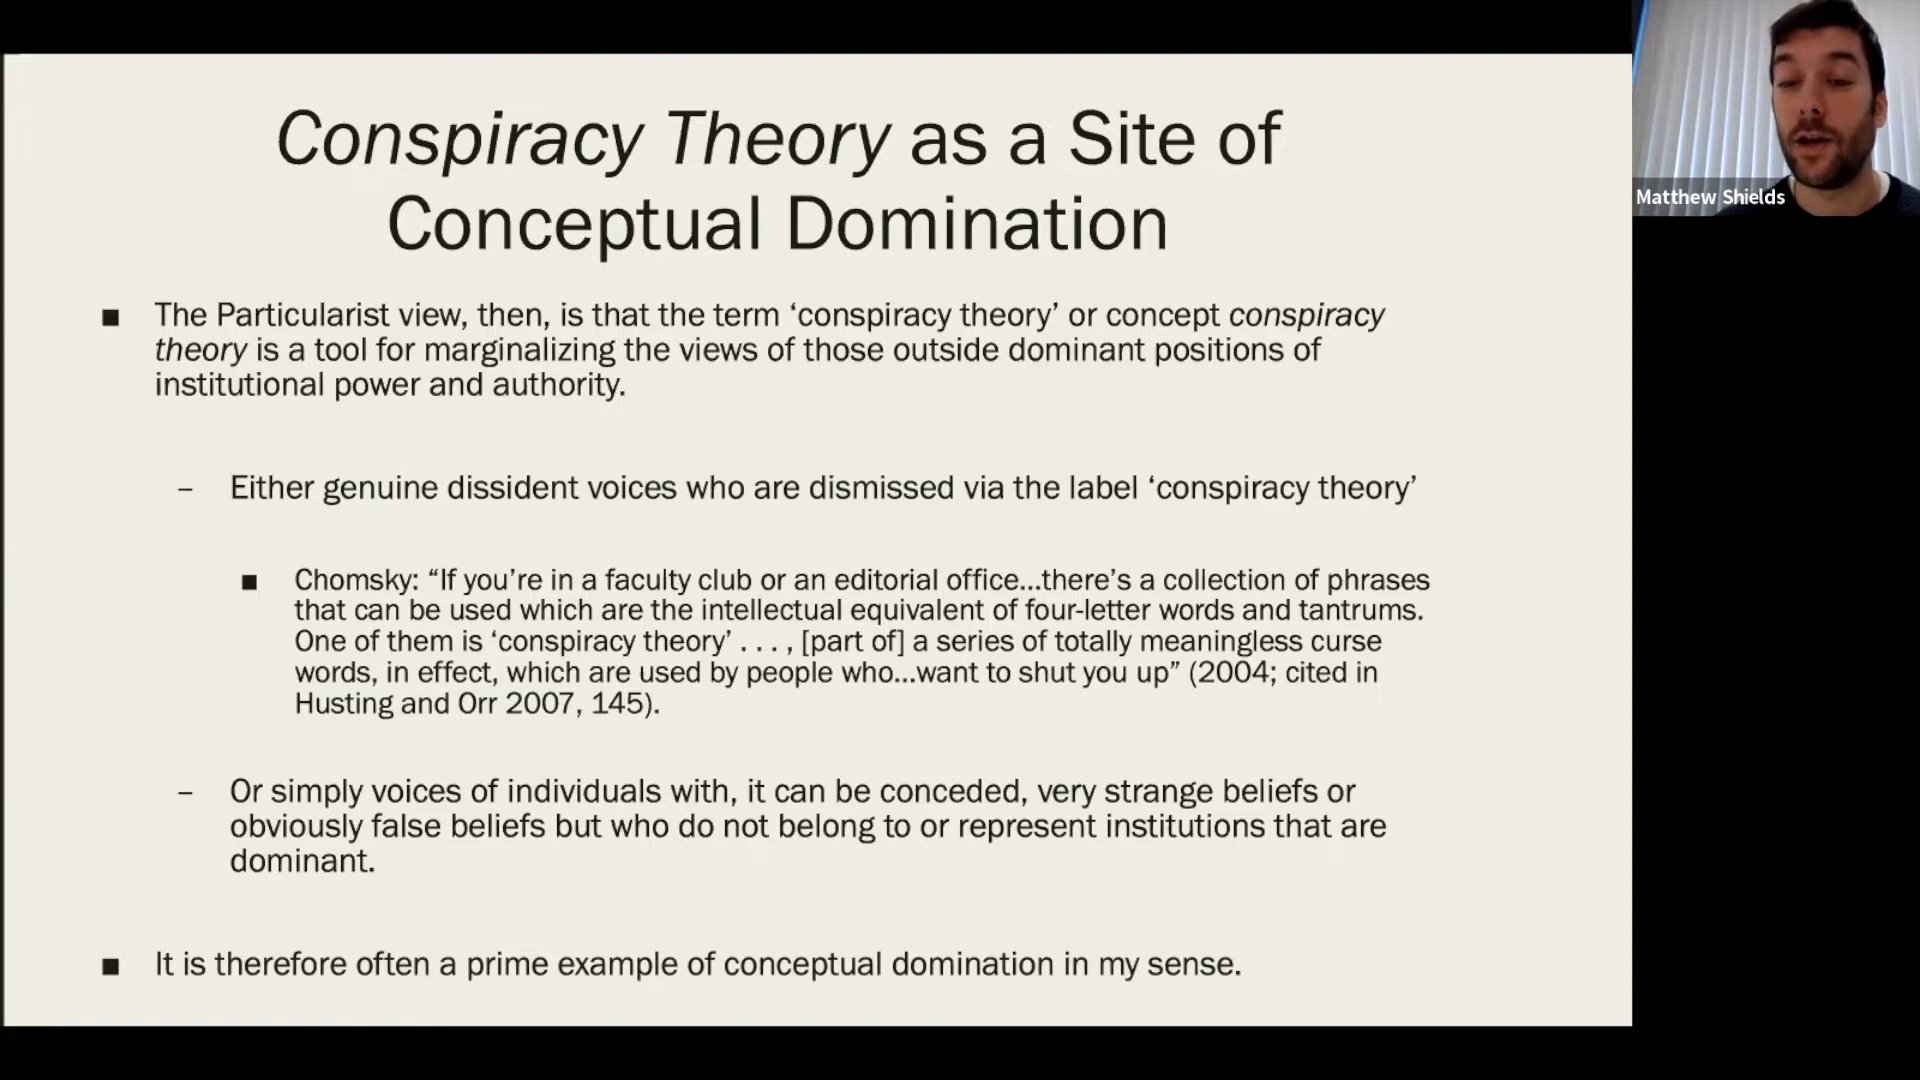 Conspiracy Theory as a Site of
Conceptual Domination
Matthew Shields
■ The Particularist view, then, is that the term ‘conspiracy theory’ or concept conspiracy
theory is a tool for marginalizing the views of those outside dominant positions of
institutional power and authority.
– Either genuine dissident voices who are dismissed via the label ‘conspiracy theory’
■ Chomsky: “If you’re in a faculty club or an editorial office...there’s a collection of phrases
that can be used which are the intellectual equivalent of four-letter words and tantrums.
One of them is ‘conspiracy theory’ . . . , [part of] a series of totally meaningless curse
words, in effect, which are used by people who...want to shut you up” (2004; cited in
Husting and Orr 2007, 145).
– Or simply voices of individuals with, it can be conceded, very strange beliefs or
obviously false beliefs but who do not belong to or represent institutions that are
dominant.
■ It is therefore often a prime example of conceptual domination in my sense.